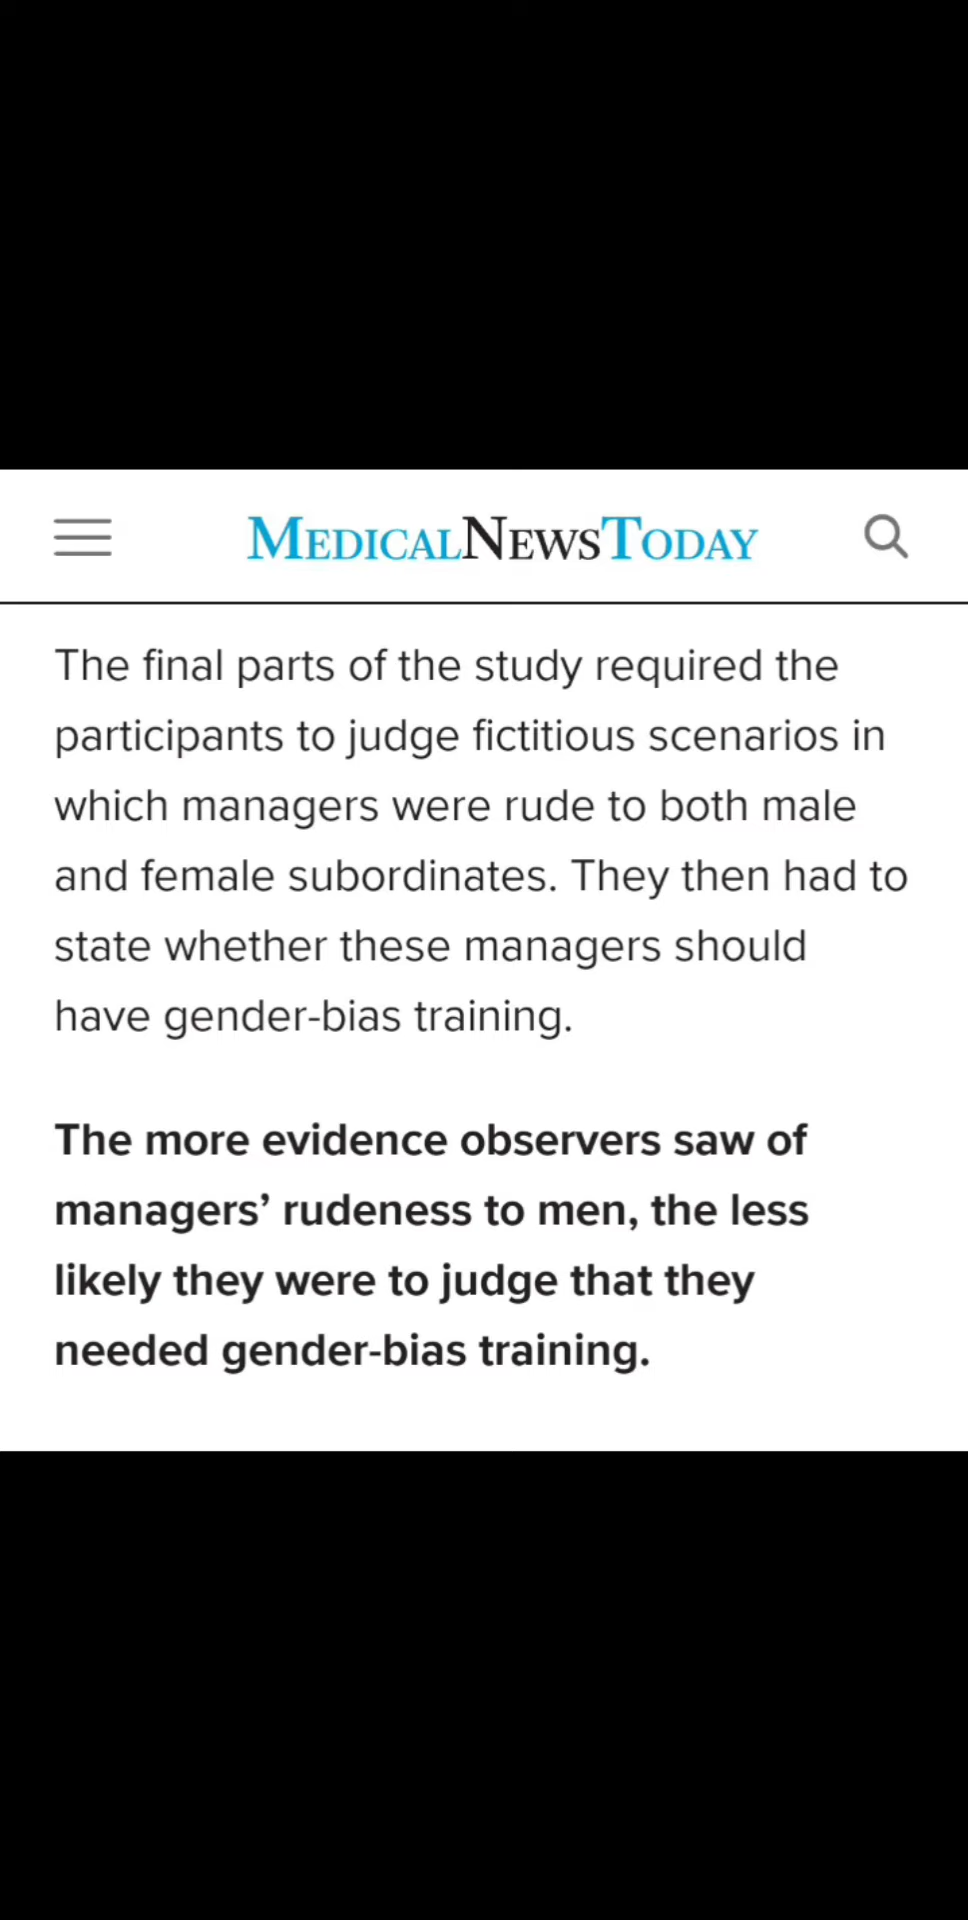 MEDICALNEWSTODAY
The final parts of the study required the
participants to judge fictitious scenarios in
which managers were rude to both male
and female subordinates. They then had to
state whether these managers should
have gender-bias training.
The more evidence observers saw of
managers’ rudeness to men, the less
likely they were to judge that they
needed gender-bias training.